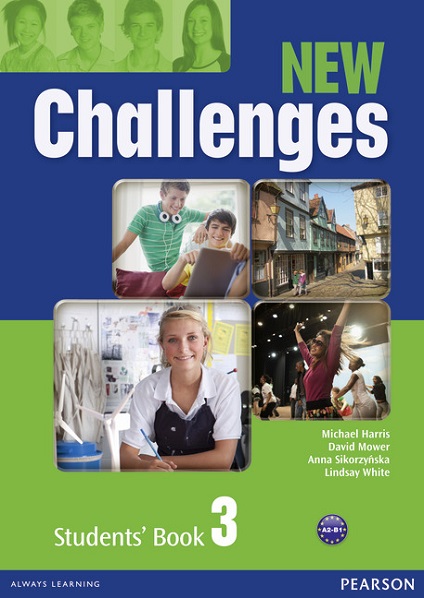 NEW
Challenges
Michael Harris
David Mower
Anna Sikorzyńska
Lindsay White
Students' Book 3
A2-B1
ALWAYS LEARNING
PEARSON